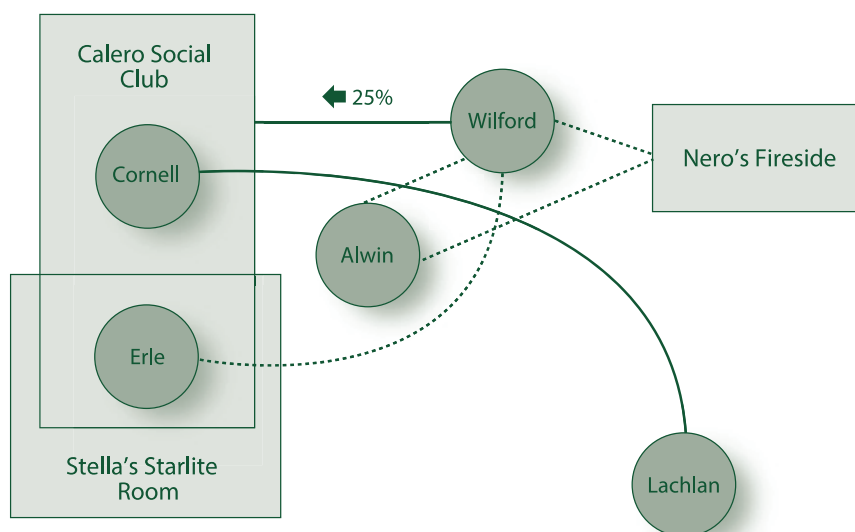 Calero Social
Club
25%
Wilford
Nero's Fireside
Cornell
Alwin
Erle
Stella's Starlite
Room
Lachlan